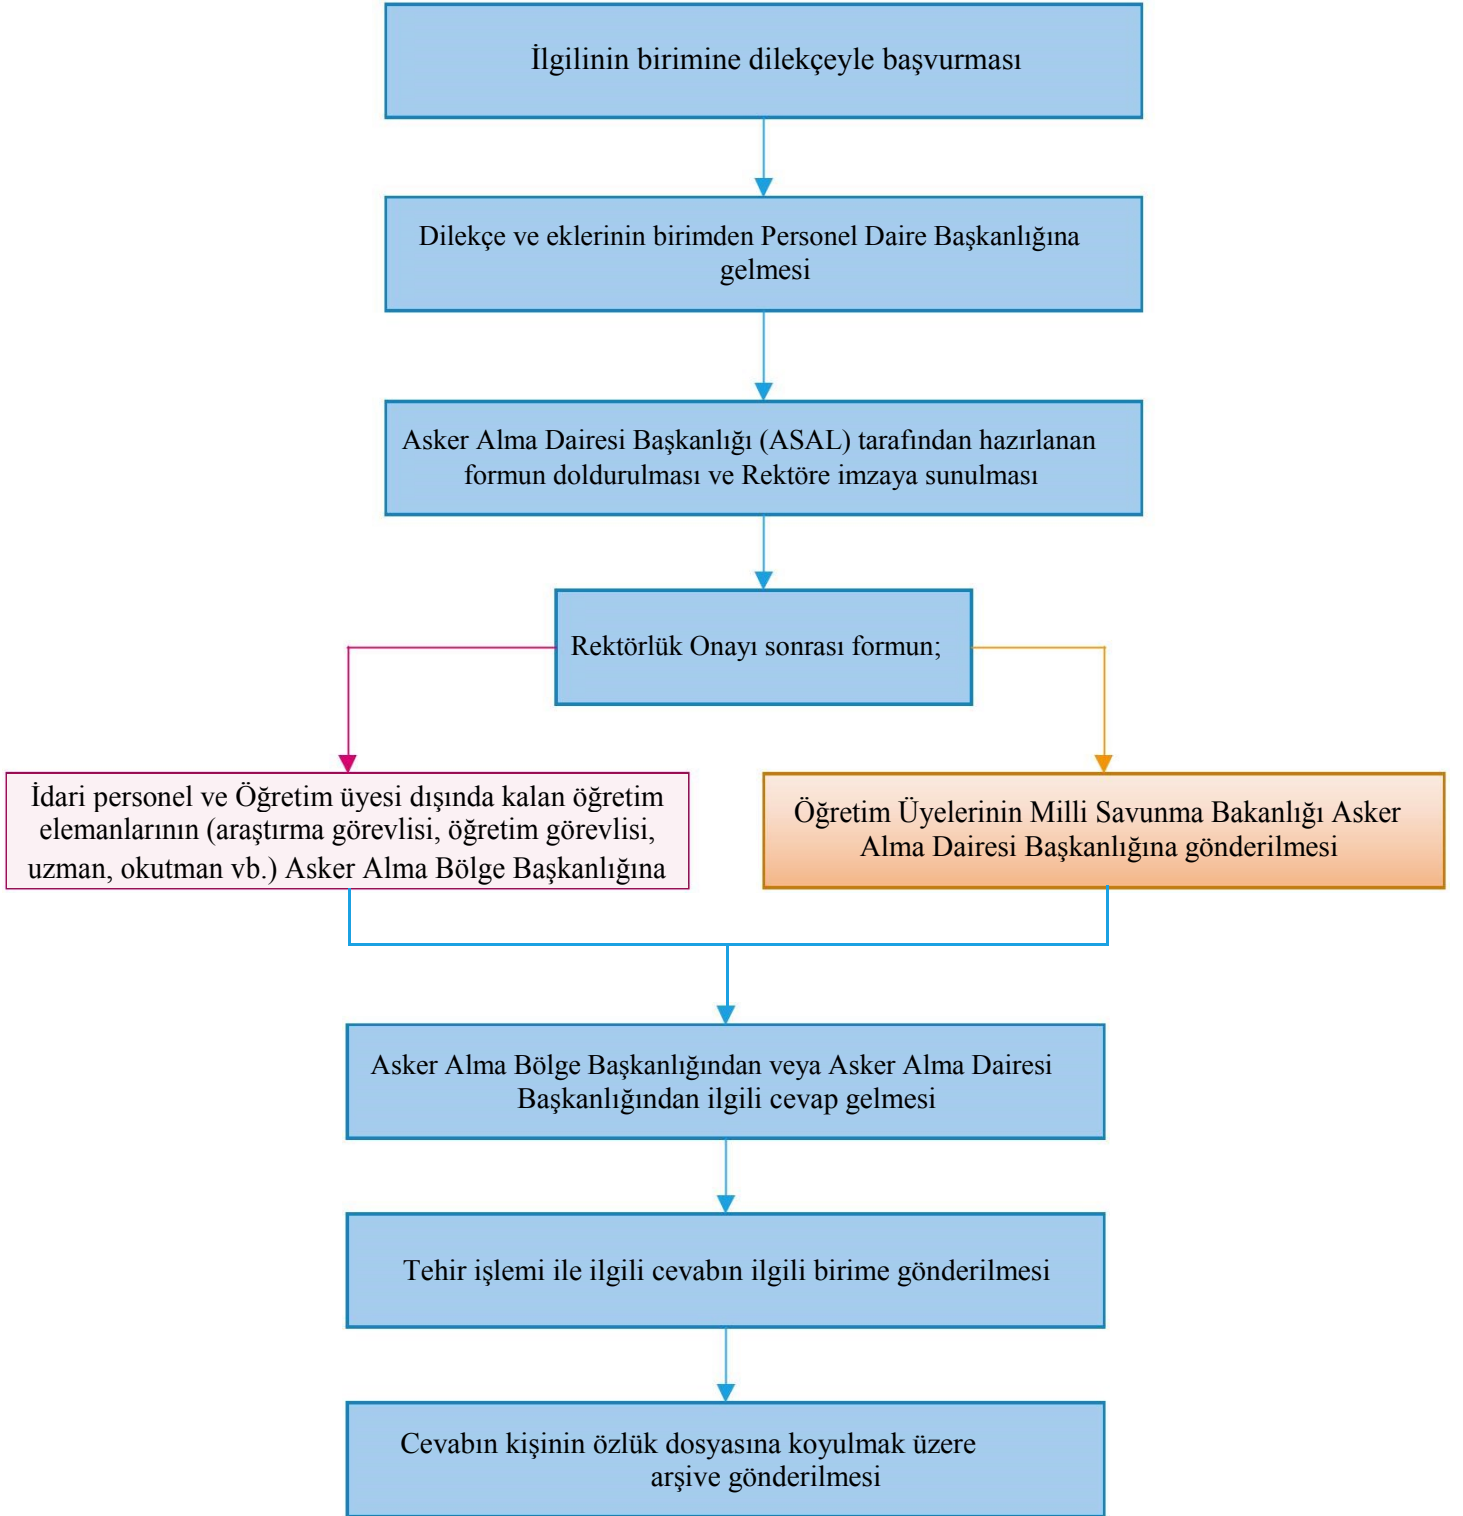 İlgilinin birimine dilekçeyle başvurması
Dilekçe ve eklerinin birimden Personel Daire Başkanlığına
gelmesi
Asker Alma Dairesi Başkanlığı (ASAL) tarafından hazırlanan
formun doldurulması ve Rektöre imzaya sunulması
Rektörlük Onayı sonrası formun;
İdari personel ve Öğretim üyesi dışında kalan öğretim
elemanlarının (araştırma görevlisi, öğretim görevlisi,
uzman, okutman vb.) Asker Alma Bölge Başkanlığına
Öğretim Üyelerinin Milli Savunma Bakanlığı Asker
Alma Dairesi Başkanlığına gönderilmesi
Asker Alma Bölge Başkanlığından veya Asker Alma Dairesi
Başkanlığından ilgili cevap gelmesi
Tehir işlemi ile ilgili cevabın ilgili birime gönderilmesi
Cevabın kişinin özlük dosyasına koyulmak üzere
arşive gönderilmesi